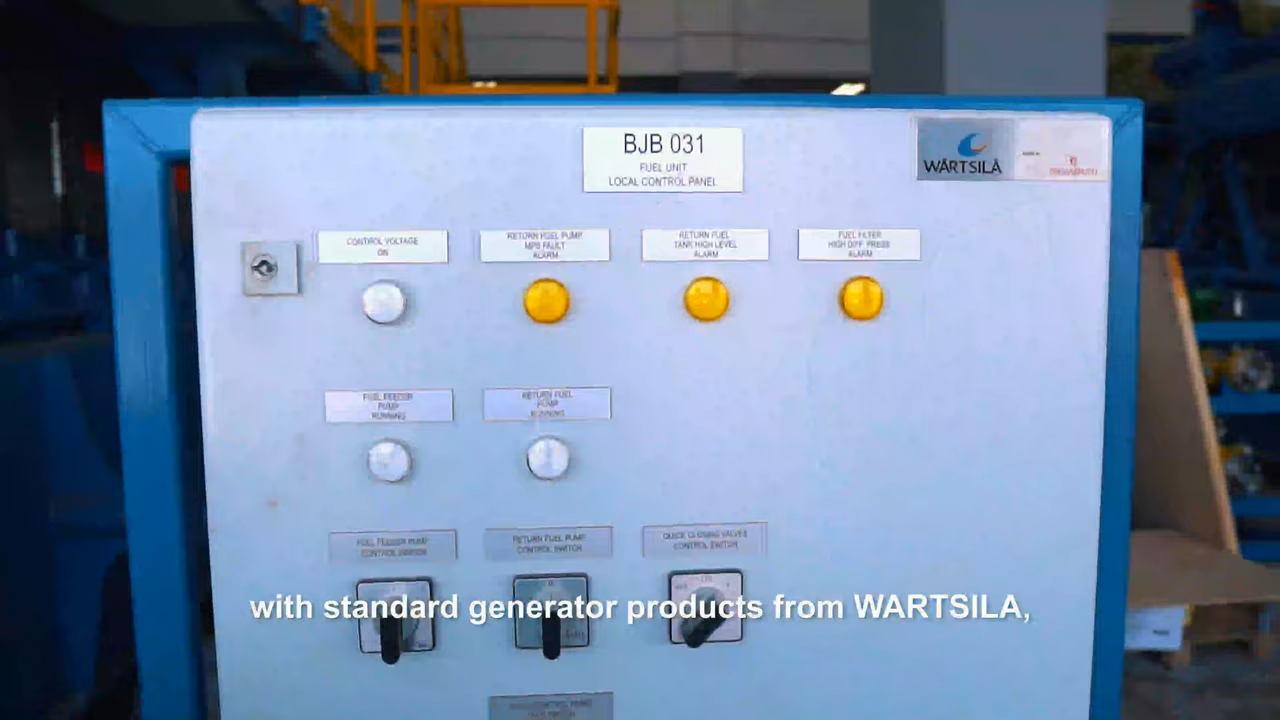 BJB 031
FUEL UNIT
LOCAL CONTROL PANEL
WÄRTSILÄ
CONTROL VOLTAGE
ON
RETURN FUEL PUMP
MPS FAULT
ALARM
RETURN FUEL
TANK HIGH LEVEL
ALARM
FUEL FILTER
HIGH DIFF PRESS
ALARM
FUEL FEEDER
PUMP
RUNNING
RETURN FUEL
PUMP
RUNNING
FUEL FEEDER PUMP
CONTROL SWITCH
RETURN FUEL PUMP
CONTROL SWITCH
QUICK CLOSING VALVES
CONTROL SWITCH
with standard generator products from WARTSILA,